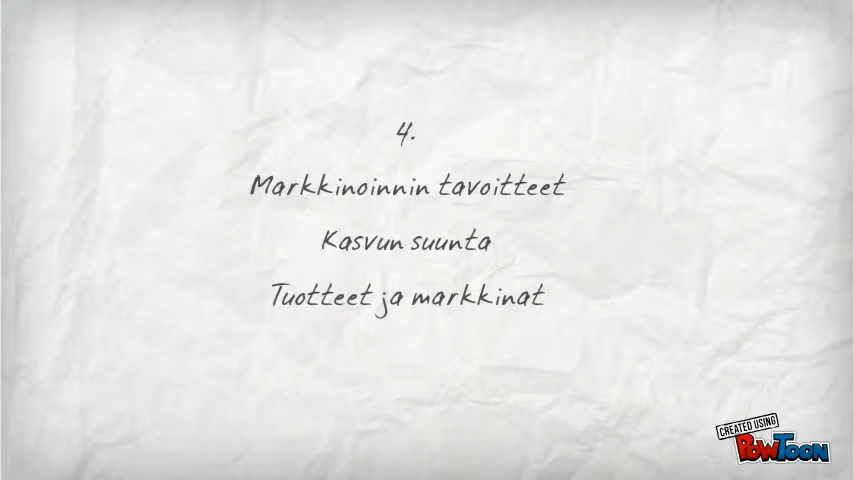 4.
Markkinoinnin tavoitteet
Kasvun suunta
Tuotteet ja markkinat
CREATED USING
POWTOON